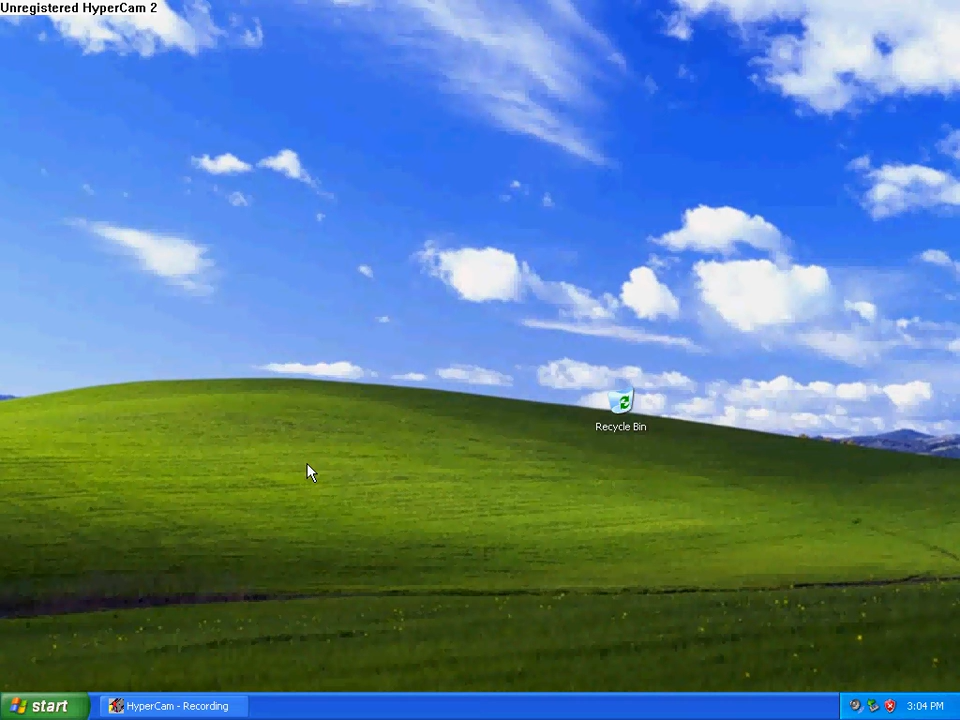 Unregistered HyperCam 2
Recycle Bin
start
HyperCam - Recording
3:04 PM